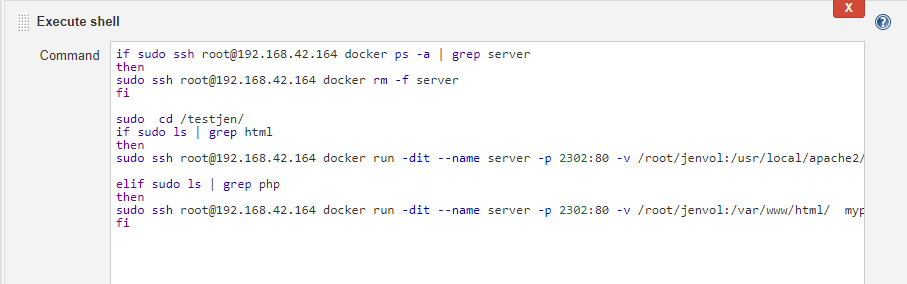 X
Execute shell
?
Command
if sudo ssh root@192.168.42.164 docker ps -a | grep server
then
sudo ssh root@192.168.42.164 docker rm -f server
fi
sudo  cd /testjen/
if sudo ls | grep html
then
sudo ssh root@192.168.42.164 docker run -dit --name server -p 2302:80 -v /root/jenvol:/usr/local/apache2/
elif sudo ls | grep php
then
sudo ssh root@192.168.42.164 docker run -dit --name server -p 2302:80 -v /root/jenvol:/var/www/html/  myp
fi